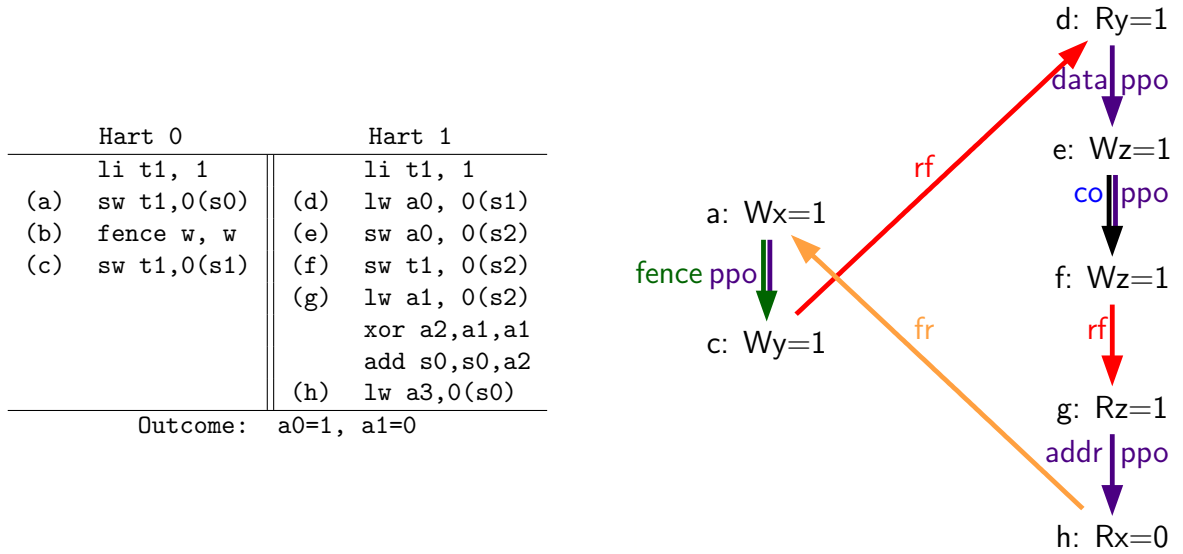 Hart 0 Hart 1
li t1, 1 li t1, 1
(a) sw t1,0(s0) (d) lw a0, 0(s1)
(b) fence w, w (e) sw a0, 0(s2)
(c) sw t1,0(s1) (f) sw t1, 0(s2)
(g) lw a1, 0(s2)
xor a2,a1,a1
add s0,s0,a2
(h) lw a3,0(s0)
Outcome: a0=1, a1=0
d: Ry=1
data ppo
e: Wz=1
rf
co ppo
a: Wx=1
fence ppo
f: Wz=1
fr
rf
c: Wy=1
g: Rz=1
addr ppo
h: Rx=0